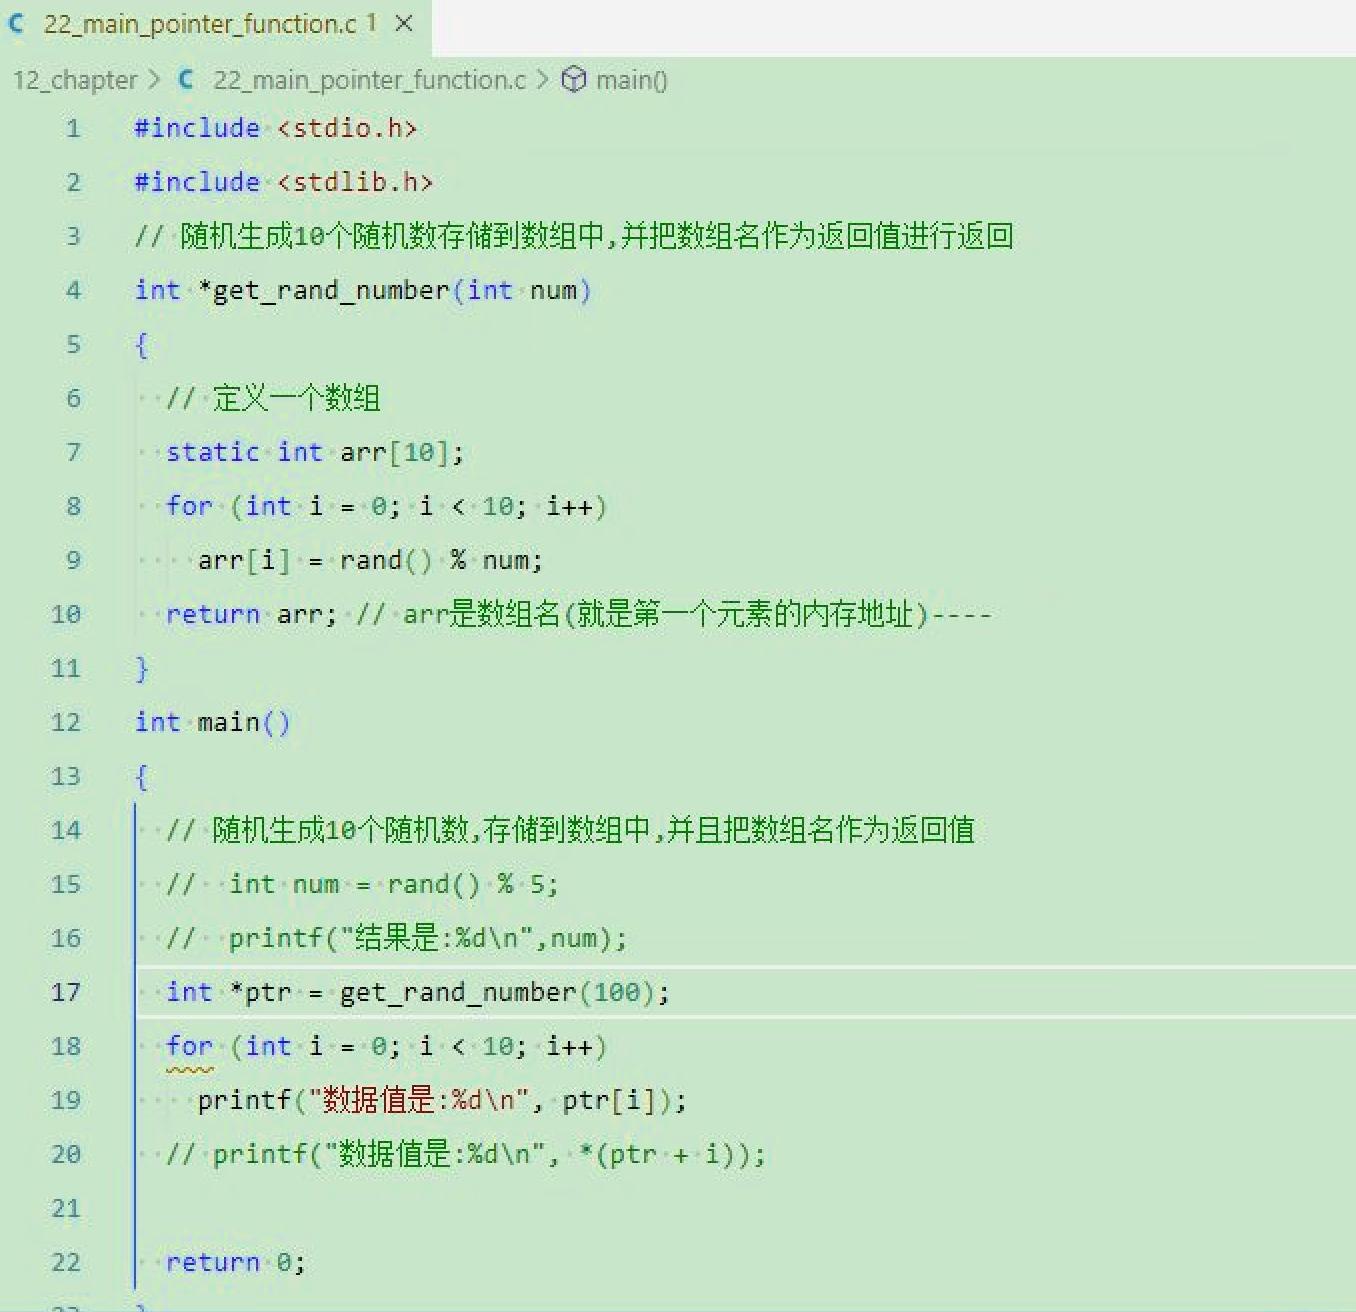 22_main_pointer_function.c 1
12_chapter > 22_main_pointer_function.c > main()
1 #include <stdio.h>
2 #include <stdlib.h>
3 // 随机生成10个随机数存储到数组中,并把数组名作为返回值进行返回
4 int *get_rand_number(int num)
5 {
6 // 定义一个数组
7 static int arr[10];
8 for (int i = 0; i < 10; i++)
9 arr[i] = rand() % num;
10 return arr; // arr是数组名(就是第一个元素的内存地址)----
11 }
12 int main()
13 {
14 // 随机生成10个随机数,存储到数组中,并且把数组名作为返回值
15 // int num = rand() % 5;
16 // printf("结果是:%d\n",num);
17 int *ptr = get_rand_number(100);
18 for (int i = 0; i < 10; i++)
19 printf("数据值是:%d\n", ptr[i]);
20 // printf("数据值是:%d\n", *(ptr + i));
21
22 return 0;